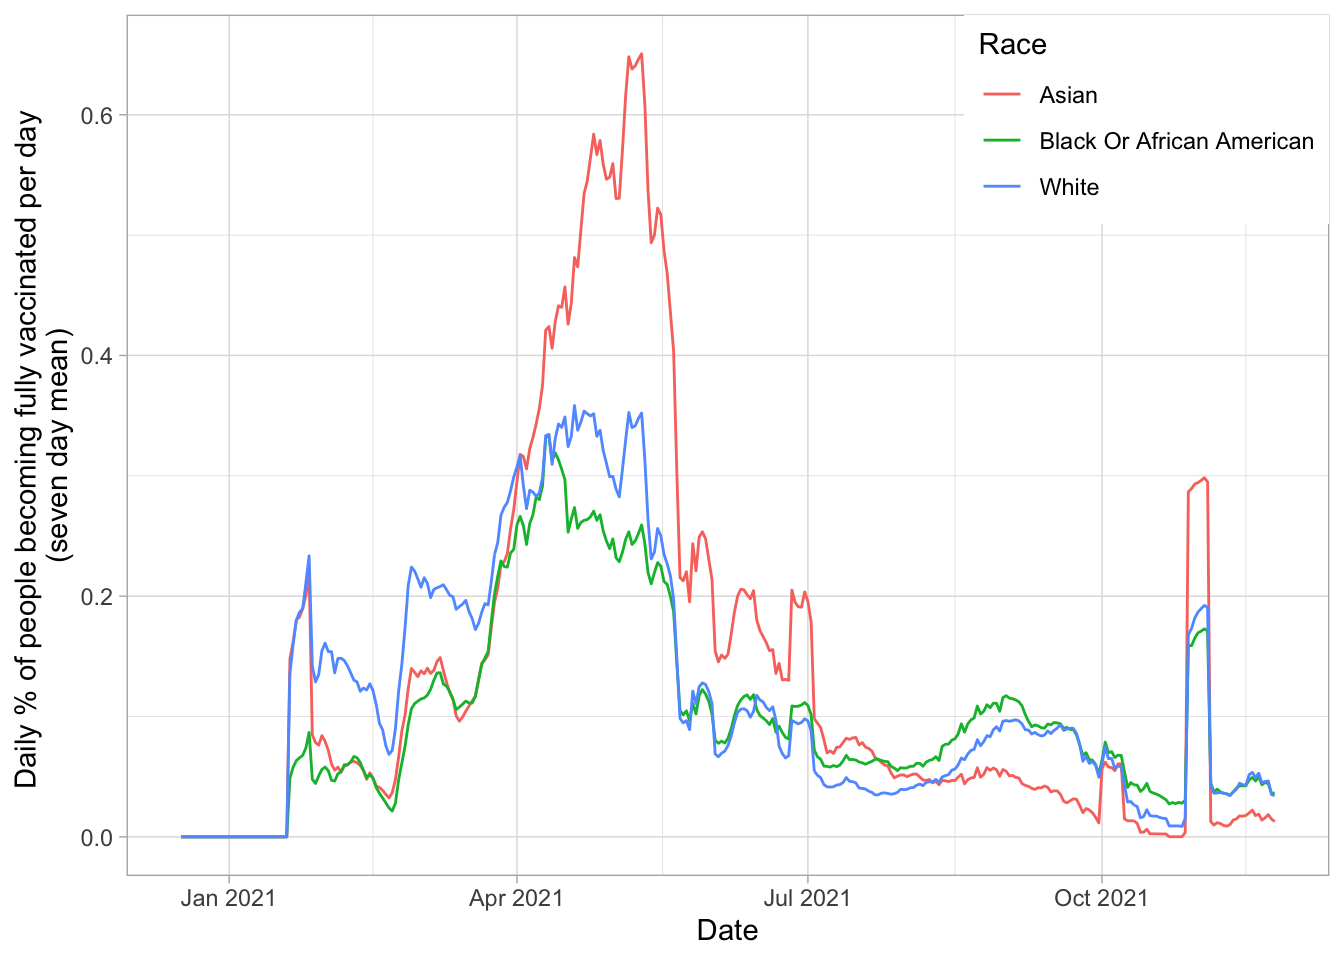 Race
Asian
Black Or African American
White
Daily % of people becoming fully vaccinated per day
(seven day mean)
0.6
0.4
0.2
0.0
Jan 2021
Apr 2021
Jul 2021
Oct 2021
Date